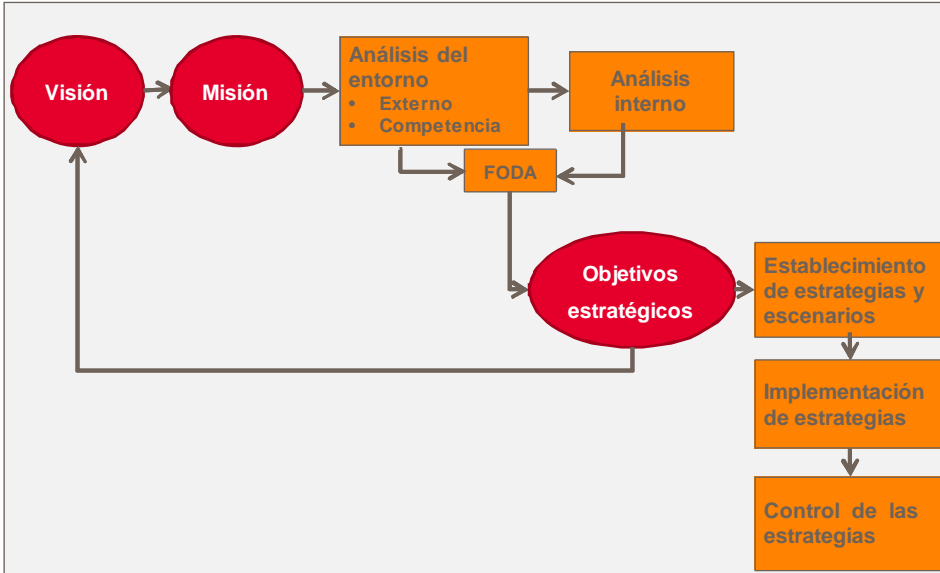 Visión
Misión
Análisis del
entorno
• Externo
• Competencia
Análisis
interno
FODA
Objetivos
estratégicos
Establecimiento
de estrategias y
escenarios
Implementación
de estrategias
Control de las
estrategias